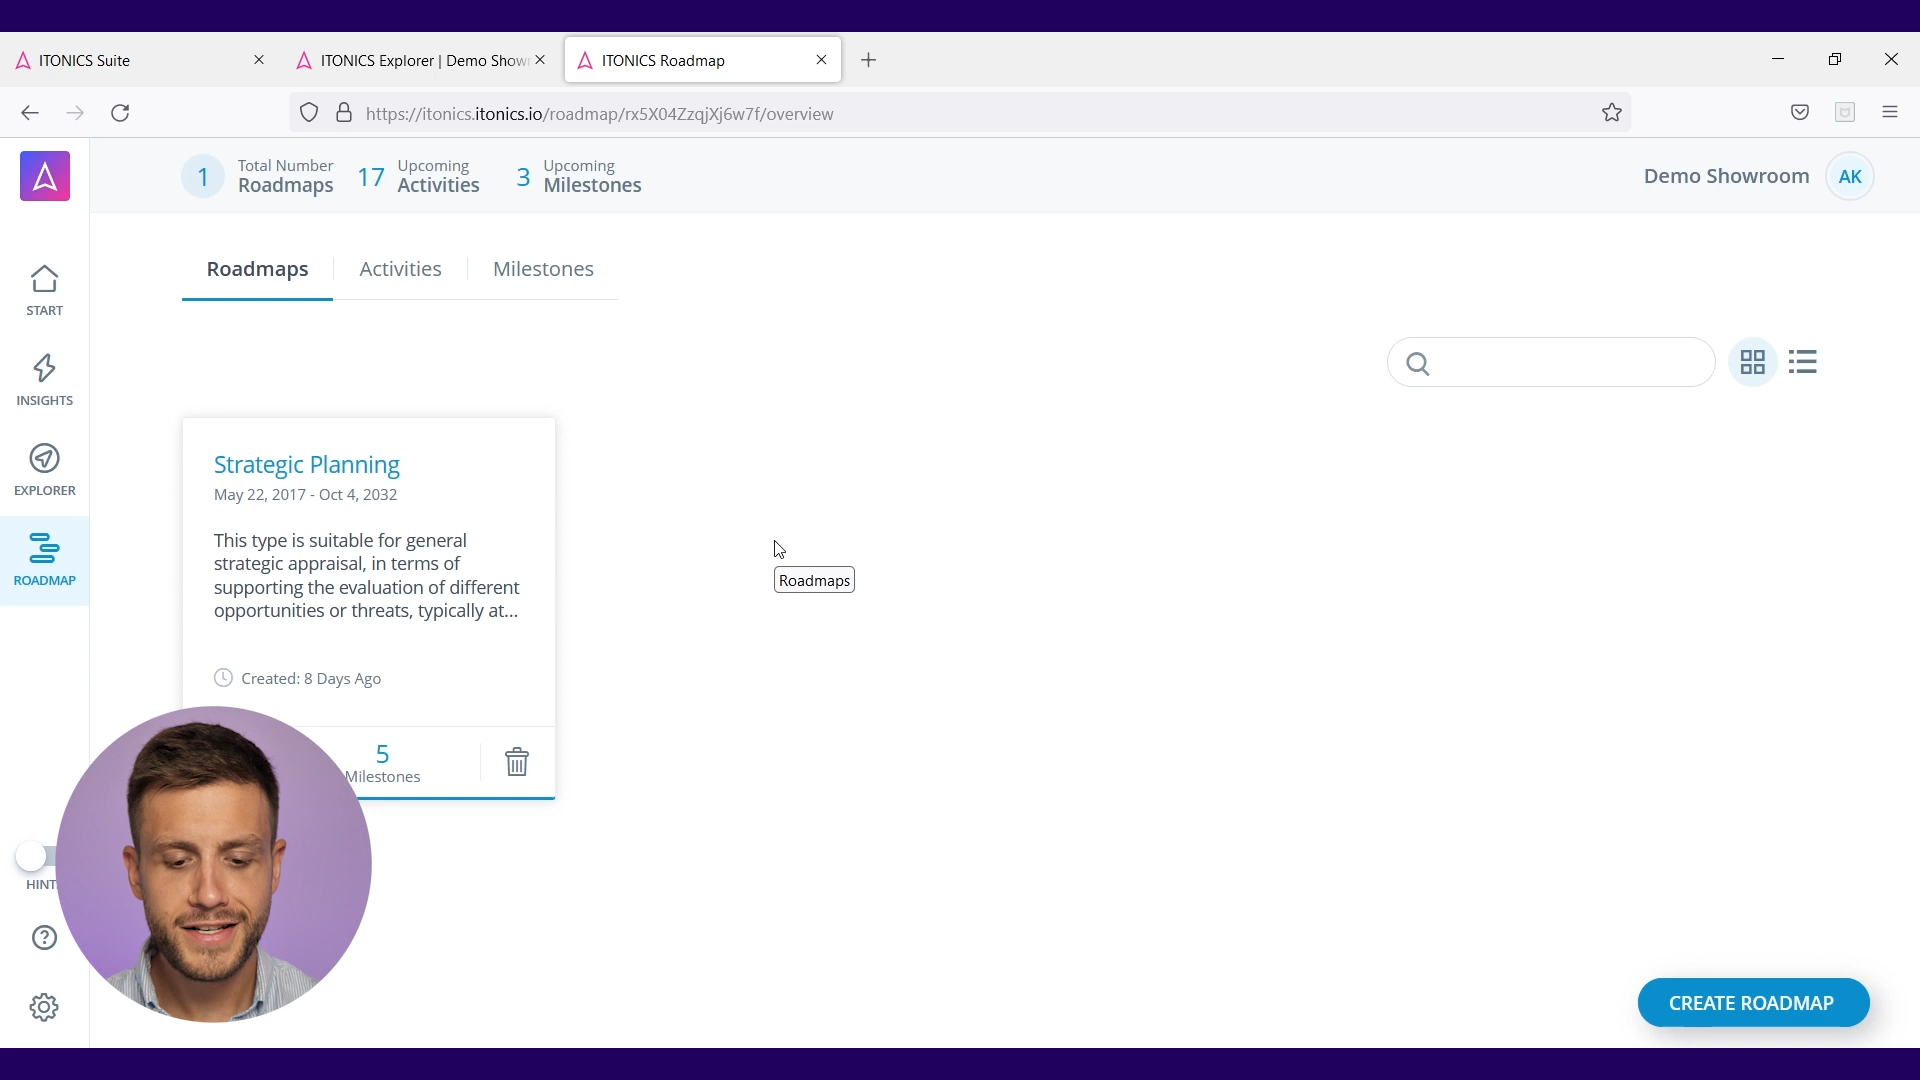 ITONICS Suite
ITONICS Explorer | Demo Show
ITONICS Roadmap
https://itonics.itonics.io/roadmap/rx5X04ZzqjXj6w7f/overview
1 Total Number Roadmaps
17 Upcoming Activities
3 Upcoming Milestones
Demo Showroom
AK
START
INSIGHTS
EXPLORER
ROADMAP
HINT
Roadmaps
Activities
Milestones
Strategic Planning
May 22, 2017 - Oct 4, 2032
This type is suitable for general
strategic appraisal, in terms of
supporting the evaluation of different
opportunities or threats, typically at...
Created: 8 Days Ago
5
Milestones
Roadmaps
CREATE ROADMAP